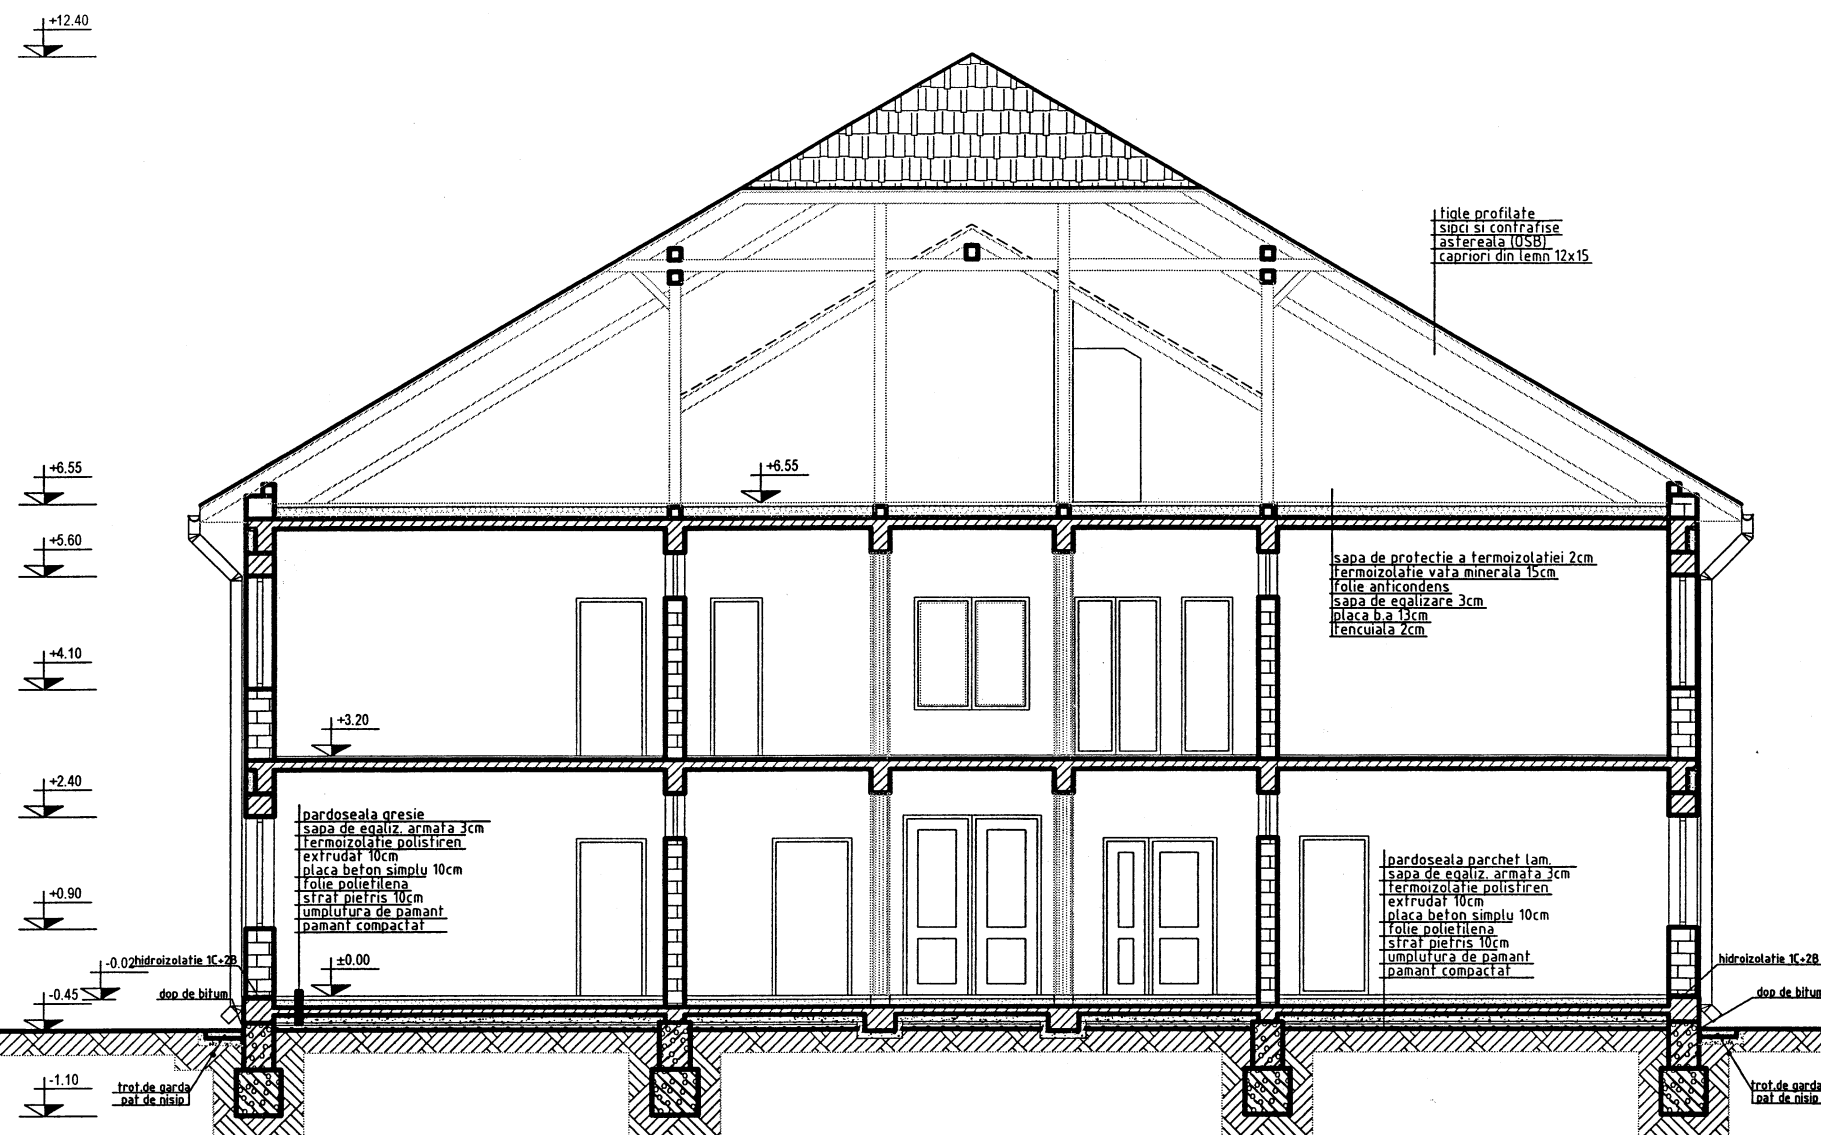 +12.40
tigle profilate
sipci si contrafise
astereala (OSB)
capriori din lemn 12x15
+6.55
+6.55
+5.60
sapa de protectie a termoizolatiei 2cm
termoizolatie vata minerala 15cm
folie anticondens
sapa de egalizare 3cm
placa b.a 13cm
tencuiala 2cm
+4.10
+3.20
+2.40
pardoseala gresie
sapa de egaliz. armata 3cm
termoizolatie polistiren
extrudat 10cm
placa beton simplu 10cm
folie polietilena
strat pietris 10cm
umplutura de pamant
pamant compactat
pardoseala parchet lam.
sapa de egaliz. armata 3cm
termoizolatie polistiren
extrudat 10cm
placa beton simplu 10cm
folie polietilena
strat pietris 10cm
umplutura de pamant
pamant compactat
+0.90
-0.02
hidroizolatie 1C+2B
±0.00
hidroizolatie 1C+2B
-0.45
dop de bitum
dop de bitum
-1.10
trot.de garda
pat de nisip
trot.de garda
pat de nisip